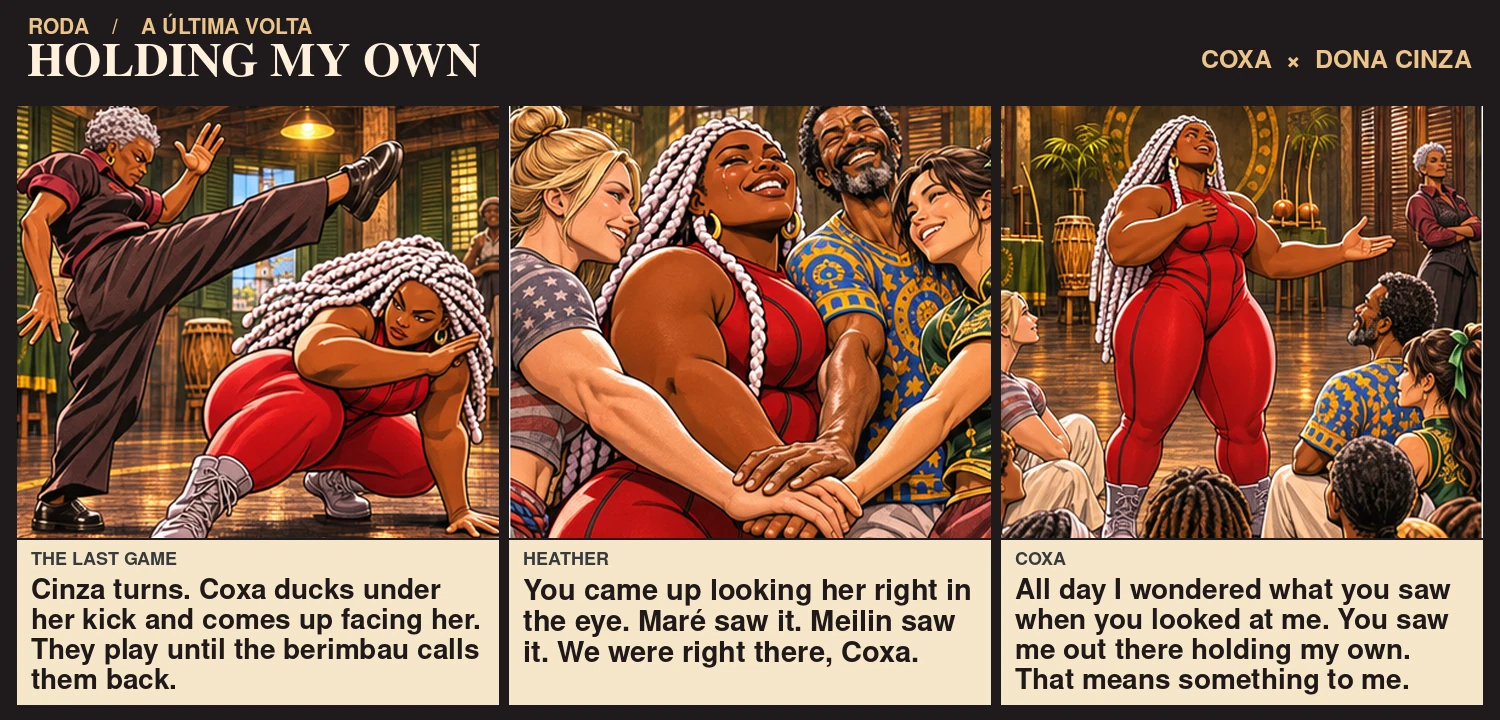 RODA / A ÚLTIMA VOLTA
HOLDING MY OWN
COXA × DONA CINZA
THE LAST GAME
Cinza turns. Coxa ducks under
her kick and comes up facing her.
They play until the berimbau calls
them back.
HEATHER
You came up looking her right in
the eye. Maré saw it. Meilin saw
it. We were right there, Coxa.
COXA
All day I wondered what you saw
when you looked at me. You saw
me out there holding my own.
That means something to me.